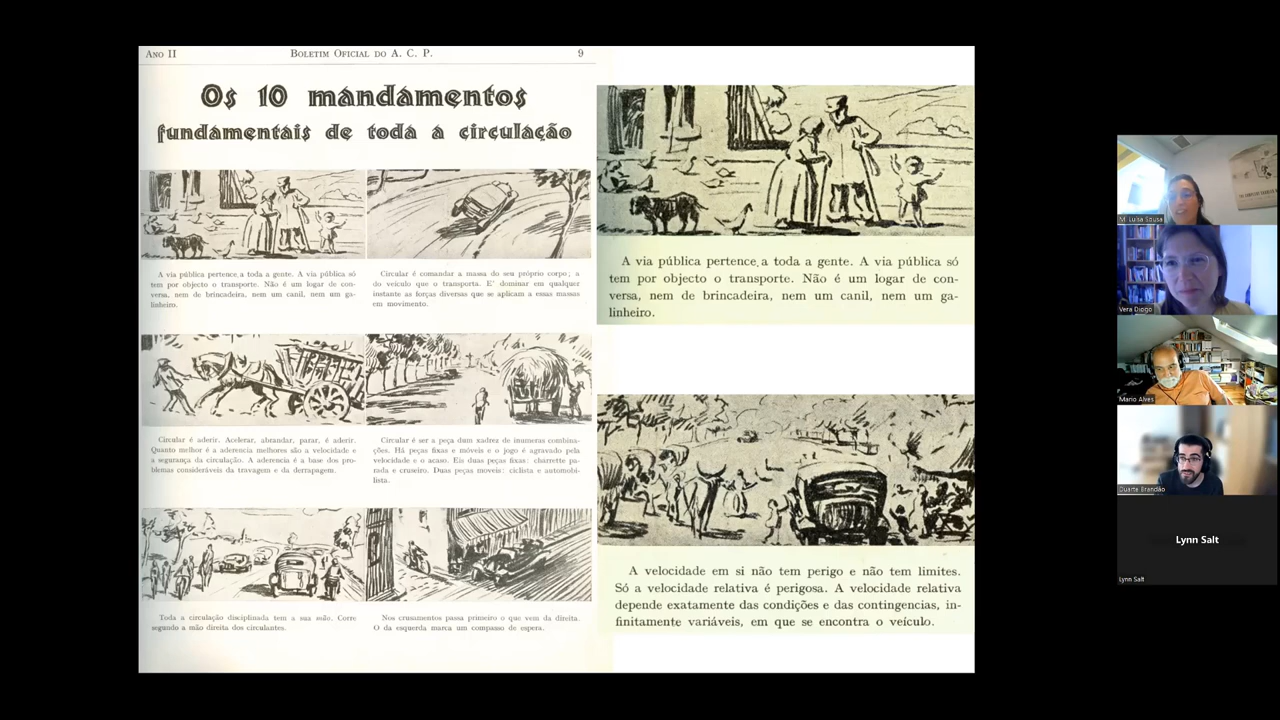 ANO II BOLETIM OFICIAL DO A. C. P. 9
Os 10 mandamentos
fundamentais de toda a circulação
A via pública pertence a toda a gente. A via pública só
tem por objecto o transporte. Não é um logar de con-
versa, nem de brincadeira, nem um canil, nem um ga-
linheiro.
Circular é comandar a massa do seu próprio corpo; a
do veiculo que o transporta. E' dominar em qualquer
instante as forças diversas que se aplicam a essas massas
em movimento.
Circular é aderir. Acelerar, abrandar, parar, é aderir.
Quanto melhor é a aderencia melhores são a velocidade e
a segurança da circulação. A aderencia é a base dos pro-
blemas consideráveis da travagem e da derrapagem.
Circular é ser a peça dum xadrez de inumeras combina-
ções. Há peças fixas e móveis e o jogo é agravado pela
velocidade e o acaso. Eis duas peças fixas: charrette pa-
rada e cruseiro. Duas peças moveis: ciclista e automobi-
lista.
Toda a circulação disciplinada tem a sua mão. Corre
segundo a mão direita dos circulantes.
Nos crusamentos passa primeiro o que vem da direita.
O da esquerda marca um compasso de espera.
A via pública pertence a toda a gente. A via pública só
tem por objecto o transporte. Não é um logar de con-
versa, nem de brincadeira, nem um canil, nem um ga-
linheiro.
A velocidade em si não tem perigo e não tem limites.
Só a velocidade relativa é perigosa. A velocidade relativa
depende exatamente das condições e das contingencias, in-
finitamente variáveis, em que se encontra o veículo.
M. Luísa Sousa
Vera Diogo
Mario Alves
Duarte Brandão
Lynn Salt
Lynn Salt